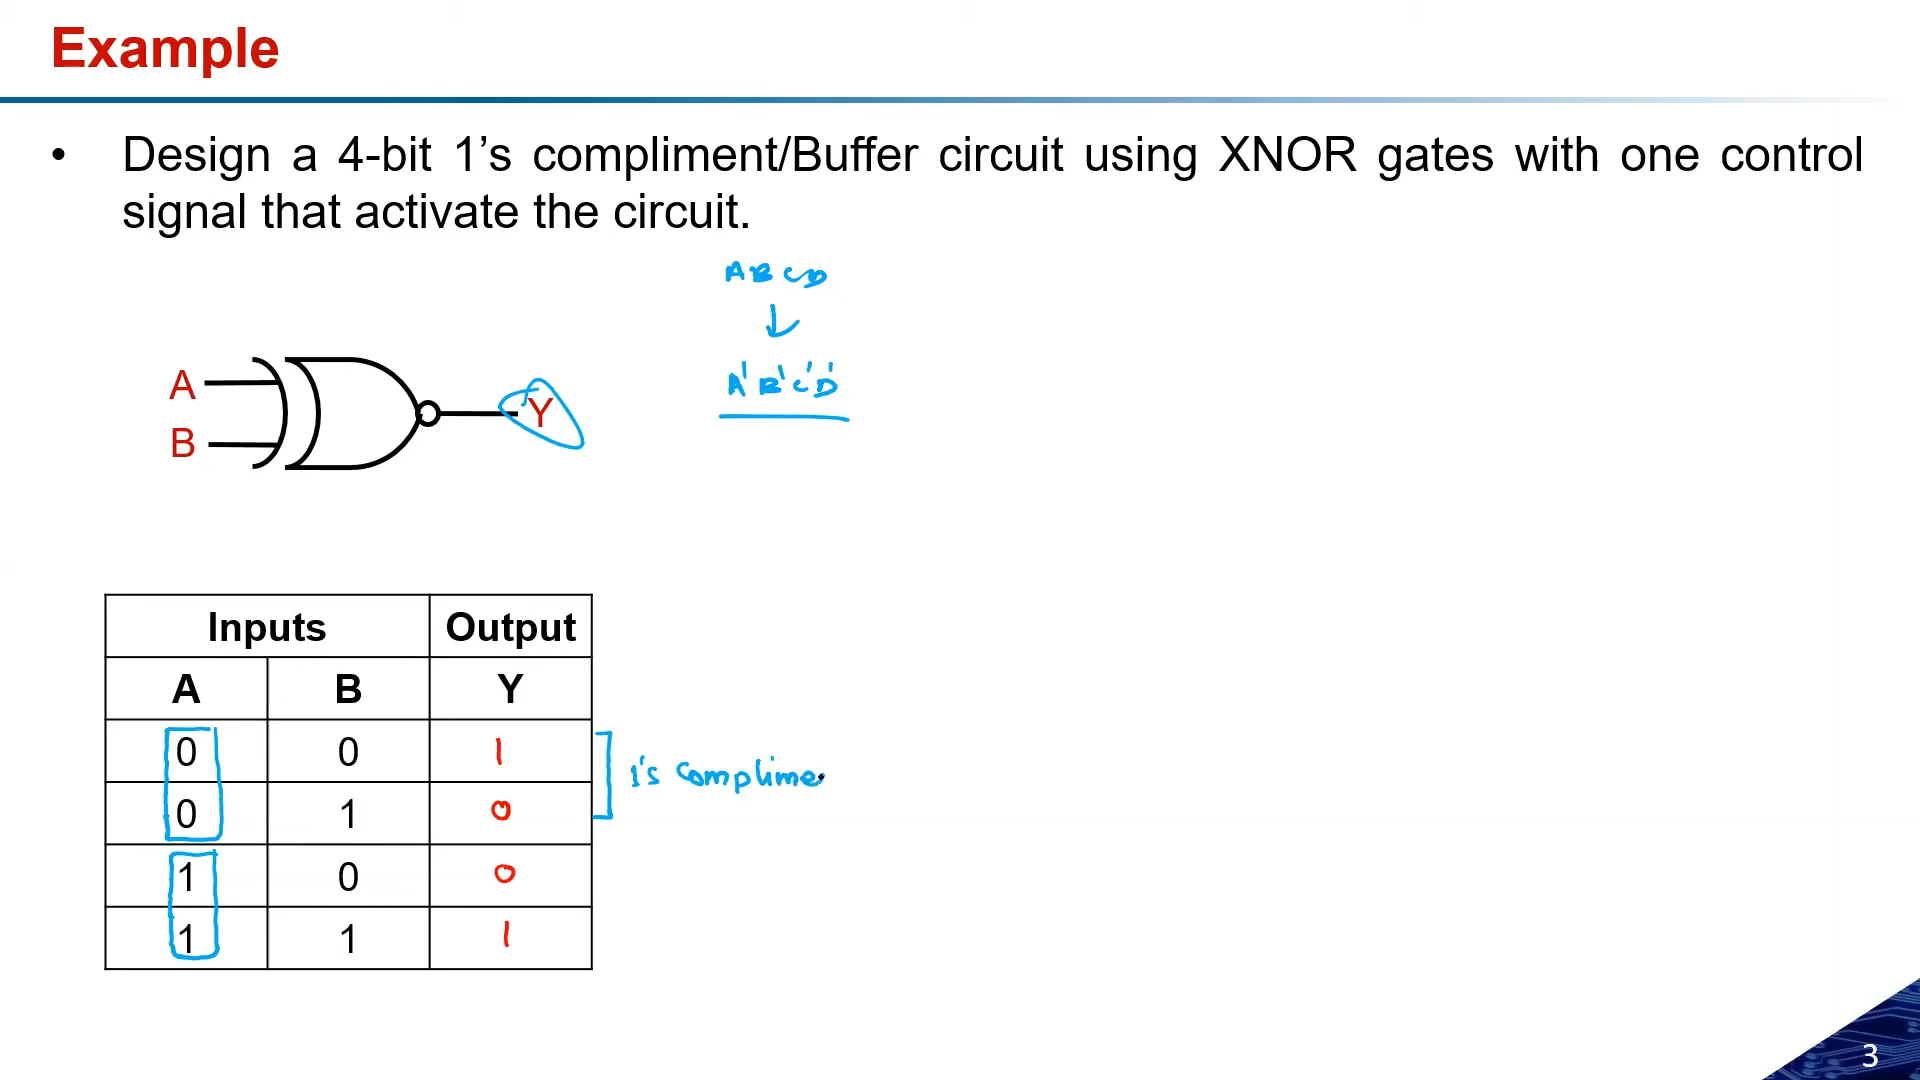 Example
• Design a 4-bit 1’s compliment/Buffer circuit using XNOR gates with one control
signal that activate the circuit.
A B C D
A' B' C' D'
A
B
Y
Inputs Output
A B Y
0 0 1
0 1 0
1's Complime
1 0 0
1 1 1
3